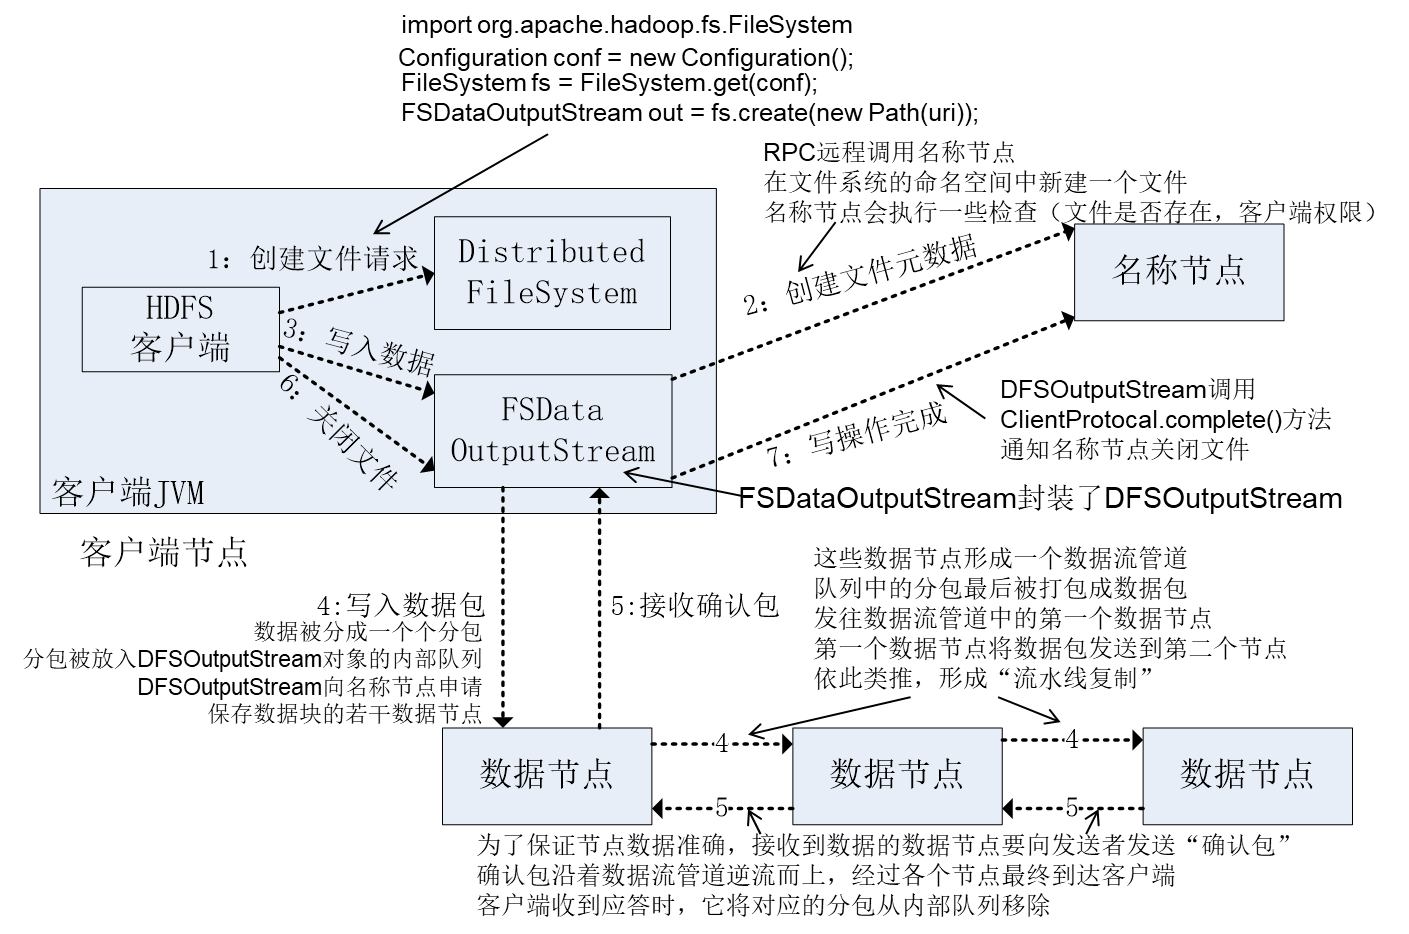 import org.apache.hadoop.fs.FileSystem
Configuration conf = new Configuration();
FileSystem fs = FileSystem.get(conf);
FSDataOutputStream out = fs.create(new Path(uri));
RPC远程调用名称节点
在文件系统的命名空间中新建一个文件
名称节点会执行一些检查（文件是否存在，客户端权限）
1：创建文件请求
Distributed
FileSystem
2：创建文件元数据
名称节点
HDFS
客户端
3：写入数据
6：关闭文件
FSData
OutputStream
7：写操作完成
DFSOutputStream调用
ClientProtocal.complete()方法
通知名称节点关闭文件
客户端JVM
FSDataOutputStream封装了DFSOutputStream
客户端节点
4:写入数据包
数据被分成一个个分包
分包被放入DFSOutputStream对象的内部队列
DFSOutputStream向名称节点申请
保存数据块的若干数据节点
5:接收确认包
这些数据节点形成一个数据流管道
队列中的分包最后被打包成数据包
发往数据流管道中的第一个数据节点
第一个数据节点将数据包发送到第二个节点
依此类推，形成“流水线复制”
数据节点
4
5
数据节点
4
5
数据节点
为了保证节点数据准确，接收到数据的数据节点要向发送者发送“确认包”
确认包沿着数据流管道逆流而上，经过各个节点最终到达客户端
客户端收到应答时，它将对应的分包从内部队列移除